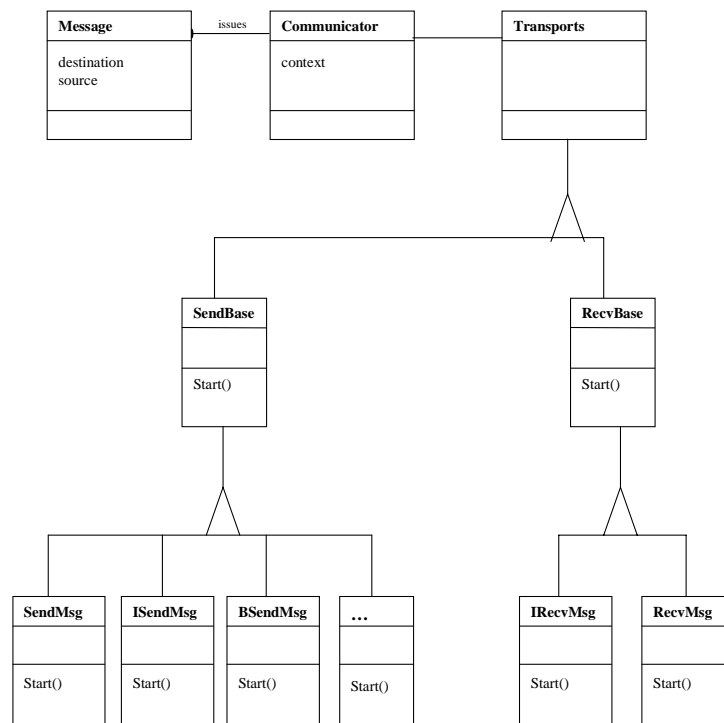 Message
destination
source
issues
Communicator
context
Transports
SendBase
Start()
RecvBase
Start()
SendMsg
Start()
ISendMsg
Start()
BSendMsg
Start()
...
Start()
IRecvMsg
Start()
RecvMsg
Start()